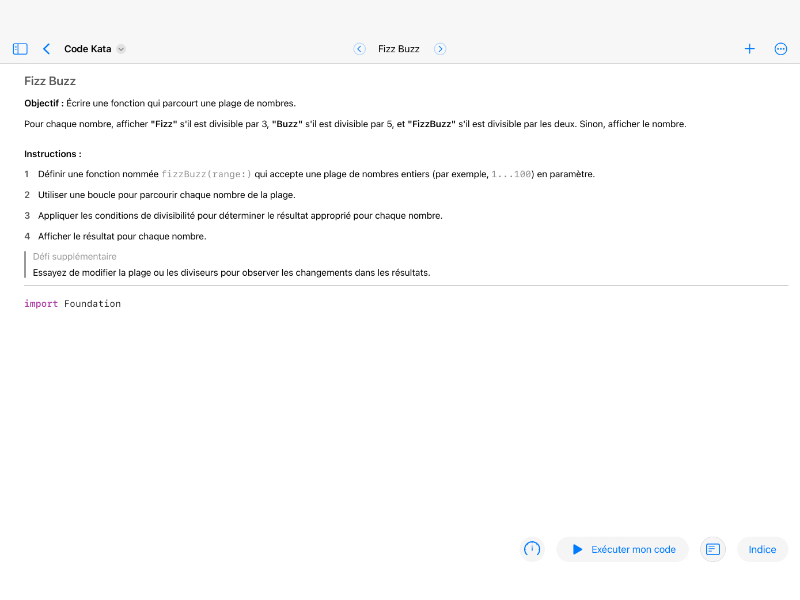 Code Kata
Fizz Buzz
Fizz Buzz
Objectif : Écrire une fonction qui parcourt une plage de nombres.
Pour chaque nombre, afficher "Fizz" s'il est divisible par 3, "Buzz" s'il est divisible par 5, et "FizzBuzz" s'il est divisible par les deux. Sinon, afficher le nombre.
Instructions :
1 Définir une fonction nommée fizzBuzz(range:) qui accepte une plage de nombres entiers (par exemple, 1...100) en paramètre.
2 Utiliser une boucle pour parcourir chaque nombre de la plage.
3 Appliquer les conditions de divisibilité pour déterminer le résultat approprié pour chaque nombre.
4 Afficher le résultat pour chaque nombre.
Défi supplémentaire
Essayez de modifier la plage ou les diviseurs pour observer les changements dans les résultats.
import Foundation
Exécuter mon code
Indice